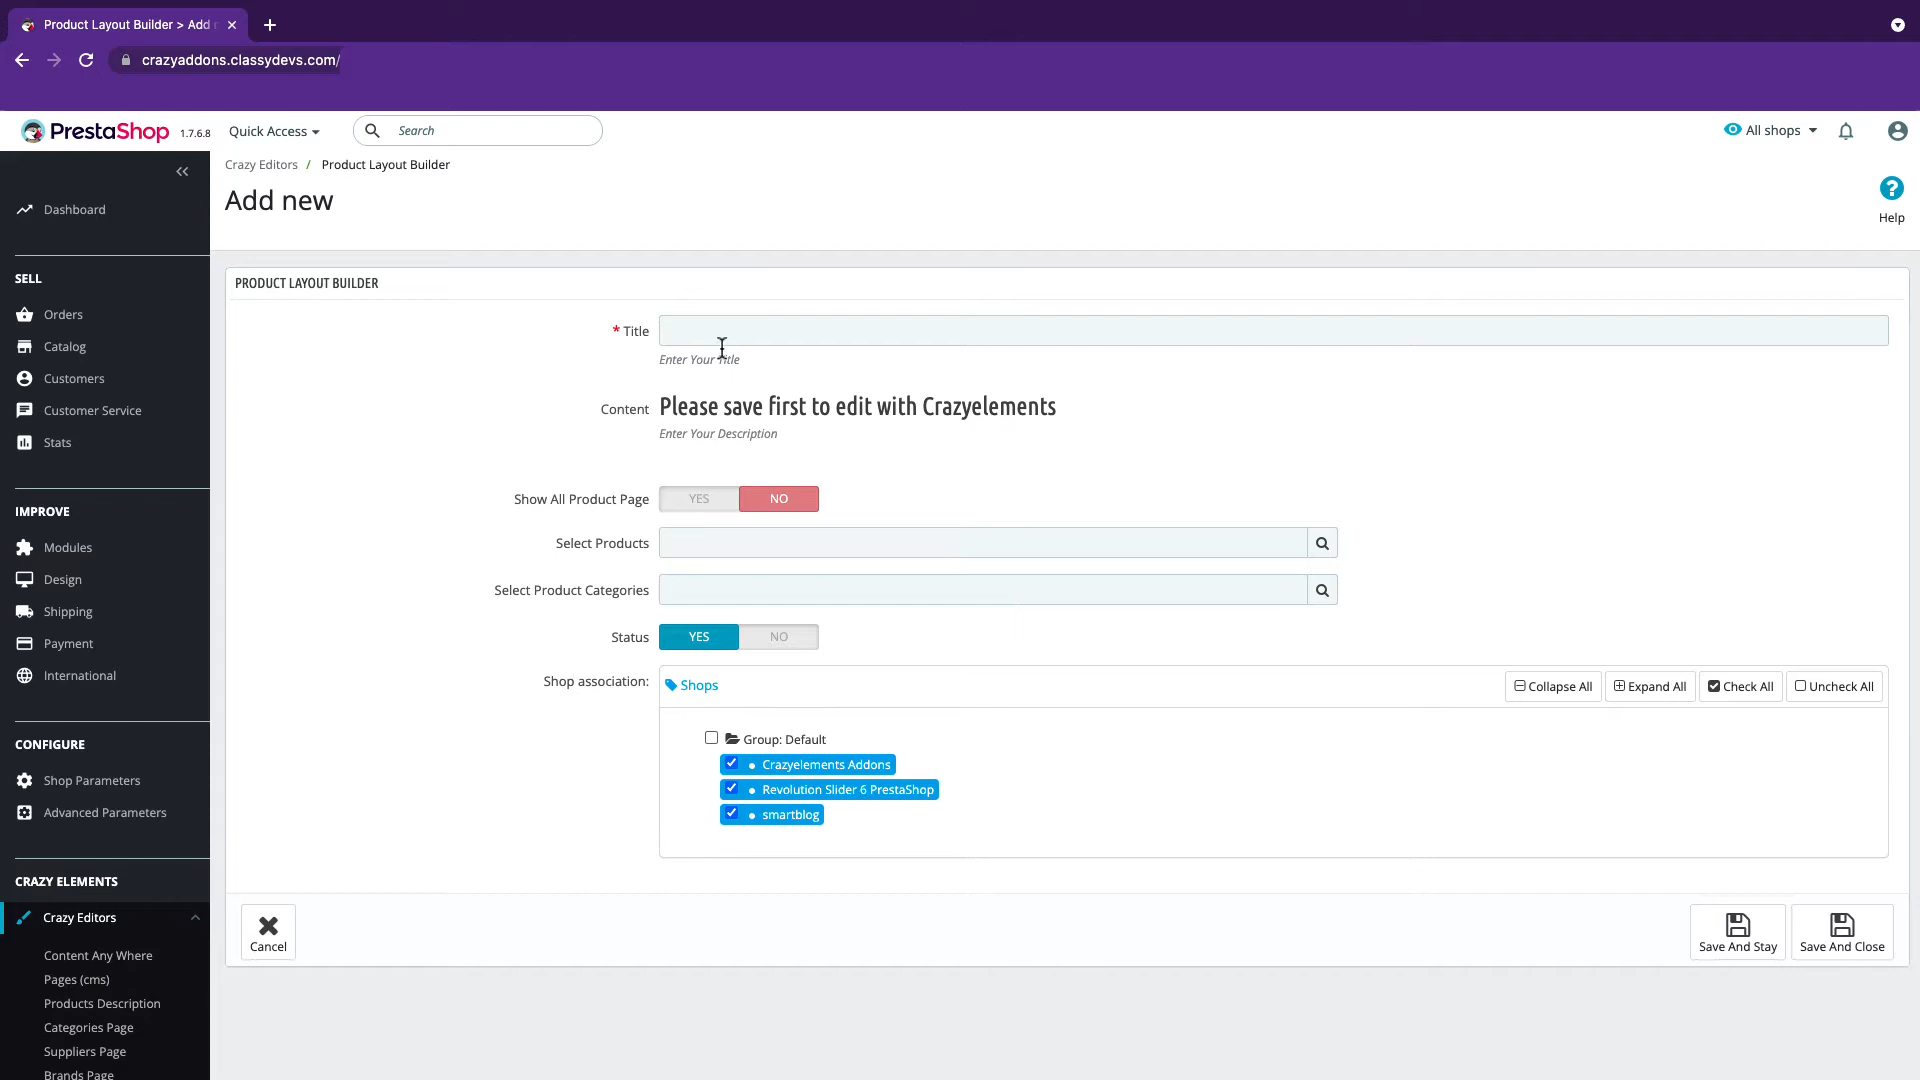 Product Layout Builder > Add n
crazyaddons.classydevs.com/
PrestaShop 1.7.6.8 Quick Access Search All shops
Crazy Editors / Product Layout Builder
Add new
Help
Dashboard
SELL
Orders
Catalog
Customers
Customer Service
Stats
IMPROVE
Modules
Design
Shipping
Payment
International
CONFIGURE
Shop Parameters
Advanced Parameters
CRAZY ELEMENTS
Crazy Editors
Content Any Where
Pages (cms)
Products Description
Categories Page
Suppliers Page
Brands Page
PRODUCT LAYOUT BUILDER
* Title
Enter Your Title
Content Please save first to edit with Crazyelements
Enter Your Description
Show All Product Page YES NO
Select Products
Select Product Categories
Status YES NO
Shop association: Shops Collapse All Expand All Check All Uncheck All
Group: Default
Crazyelements Addons
Revolution Slider 6 PrestaShop
smartblog
Cancel Save And Stay Save And Close